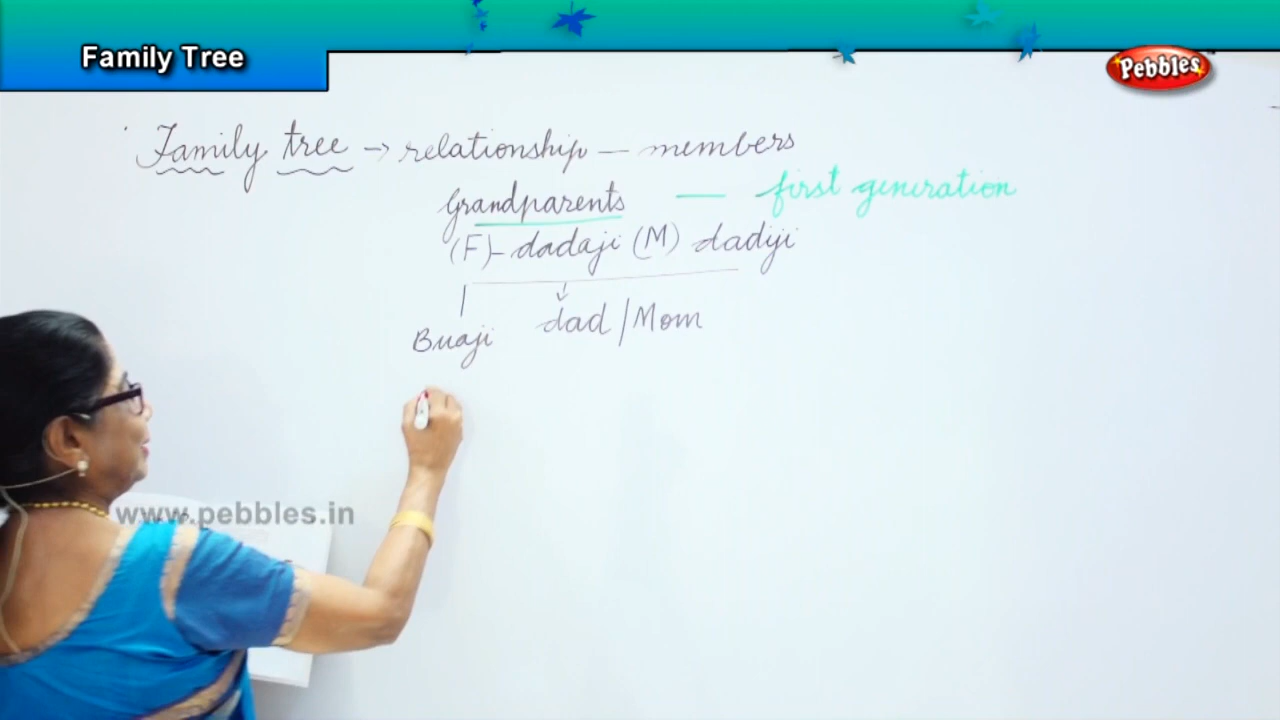 Family Tree
Pebbles
Family tree → relationship — members
Grandparents — first generation
(F)- dadaji (M) dadiji
Buaji dad / Mom
www.pebbles.in